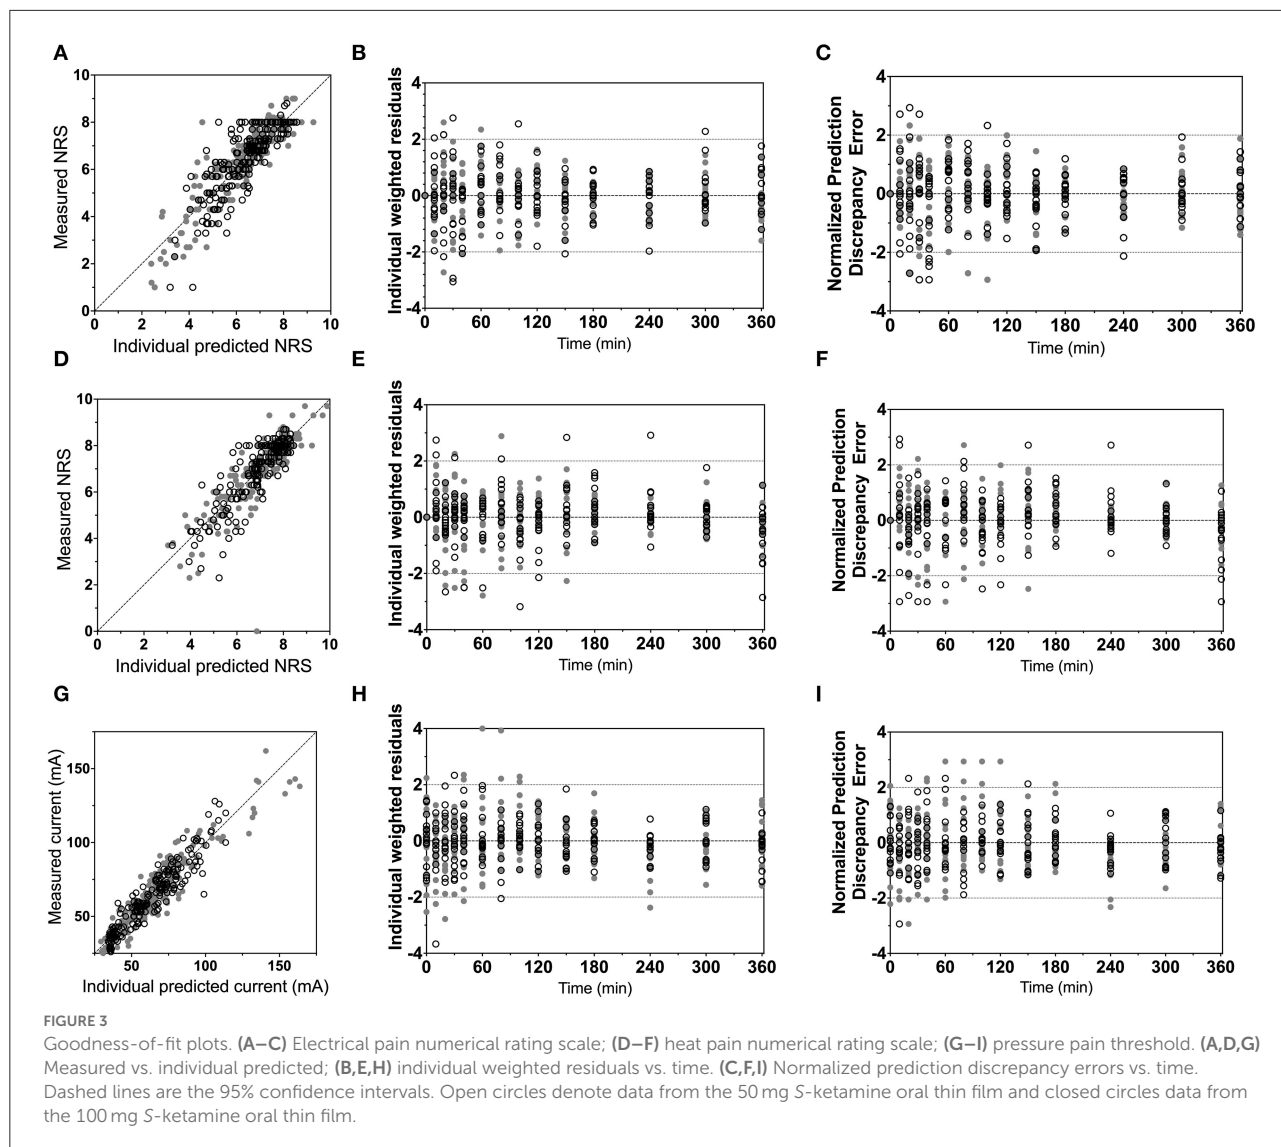 A
B
C
10
8
6
4
2
0
Measured NRS
0 2 4 6 8 10
Individual predicted NRS
4
2
0
-2
-4
Individual weighted residuals
0 60 120 180 240 300 360
Time (min)
4
2
0
-2
-4
Normalized Prediction
Discrepancy Error
0 60 120 180 240 300 360
Time (min)
D
E
F
10
8
6
4
2
0
Measured NRS
0 2 4 6 8 10
Individual predicted NRS
4
2
0
-2
-4
Individual weighted residuals
0 60 120 180 240 300 360
Time (min)
4
2
0
-2
-4
Normalized Prediction
Discrepancy Error
0 60 120 180 240 300 360
Time (min)
G
H
I
150
100
50
Measured current (mA)
50 100 150
Individual predicted current (mA)
4
2
0
-2
-4
Individual weighted residuals
0 60 120 180 240 300 360
Time (min)
4
2
0
-2
-4
Normalized Prediction
Discrepancy Error
0 60 120 180 240 300 360
Time (min)
FIGURE 3
Goodness-of-fit plots. (A–C) Electrical pain numerical rating scale; (D–F) heat pain numerical rating scale; (G–I) pressure pain threshold. (A,D,G)
Measured vs. individual predicted; (B,E,H) individual weighted residuals vs. time. (C,F,I) Normalized prediction discrepancy errors vs. time.
Dashed lines are the 95% confidence intervals. Open circles denote data from the 50 mg S-ketamine oral thin film and closed circles data from
the 100 mg S-ketamine oral thin film.